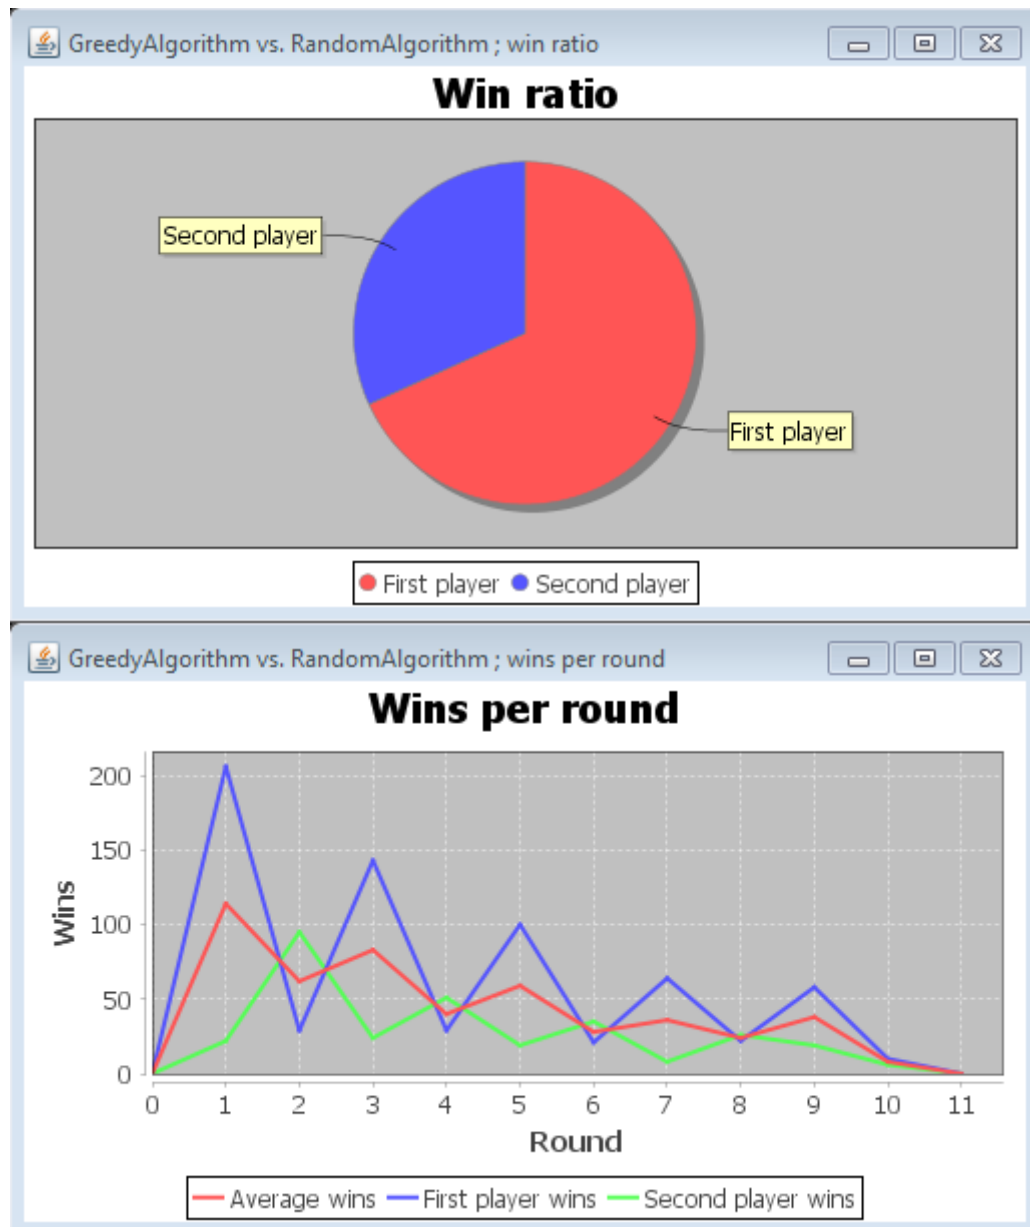 GreedyAlgorithm vs. RandomAlgorithm ; win ratio
Win ratio
Second player
First player
First player Second player
GreedyAlgorithm vs. RandomAlgorithm ; wins per round
Wins per round
200
150
100
50
0
Wins
0 1 2 3 4 5 6 7 8 9 10 11
Round
Average wins First player wins Second player wins